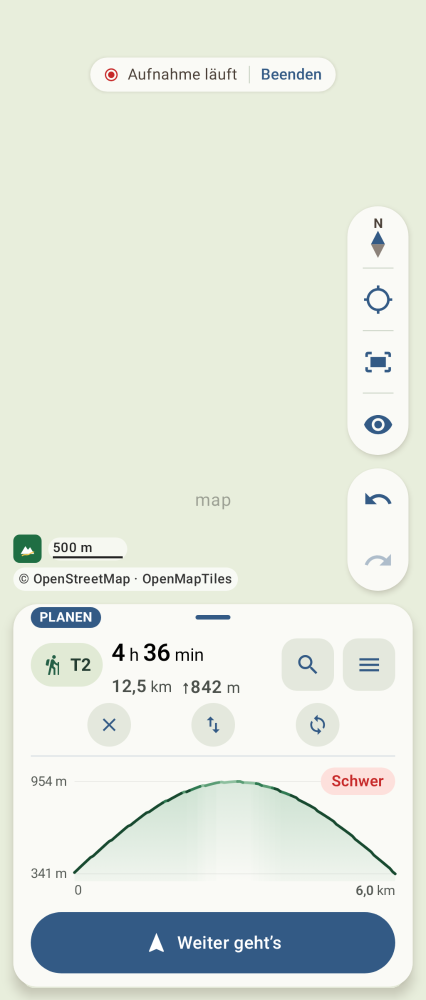 Aufnahme läuft Beenden
N
map
500 m
© OpenStreetMap · OpenMapTiles
PLANEN
T2 4 h 36 min
12,5 km ↑842 m
954 m Schwer
341 m
0 6,0 km
Weiter geht's